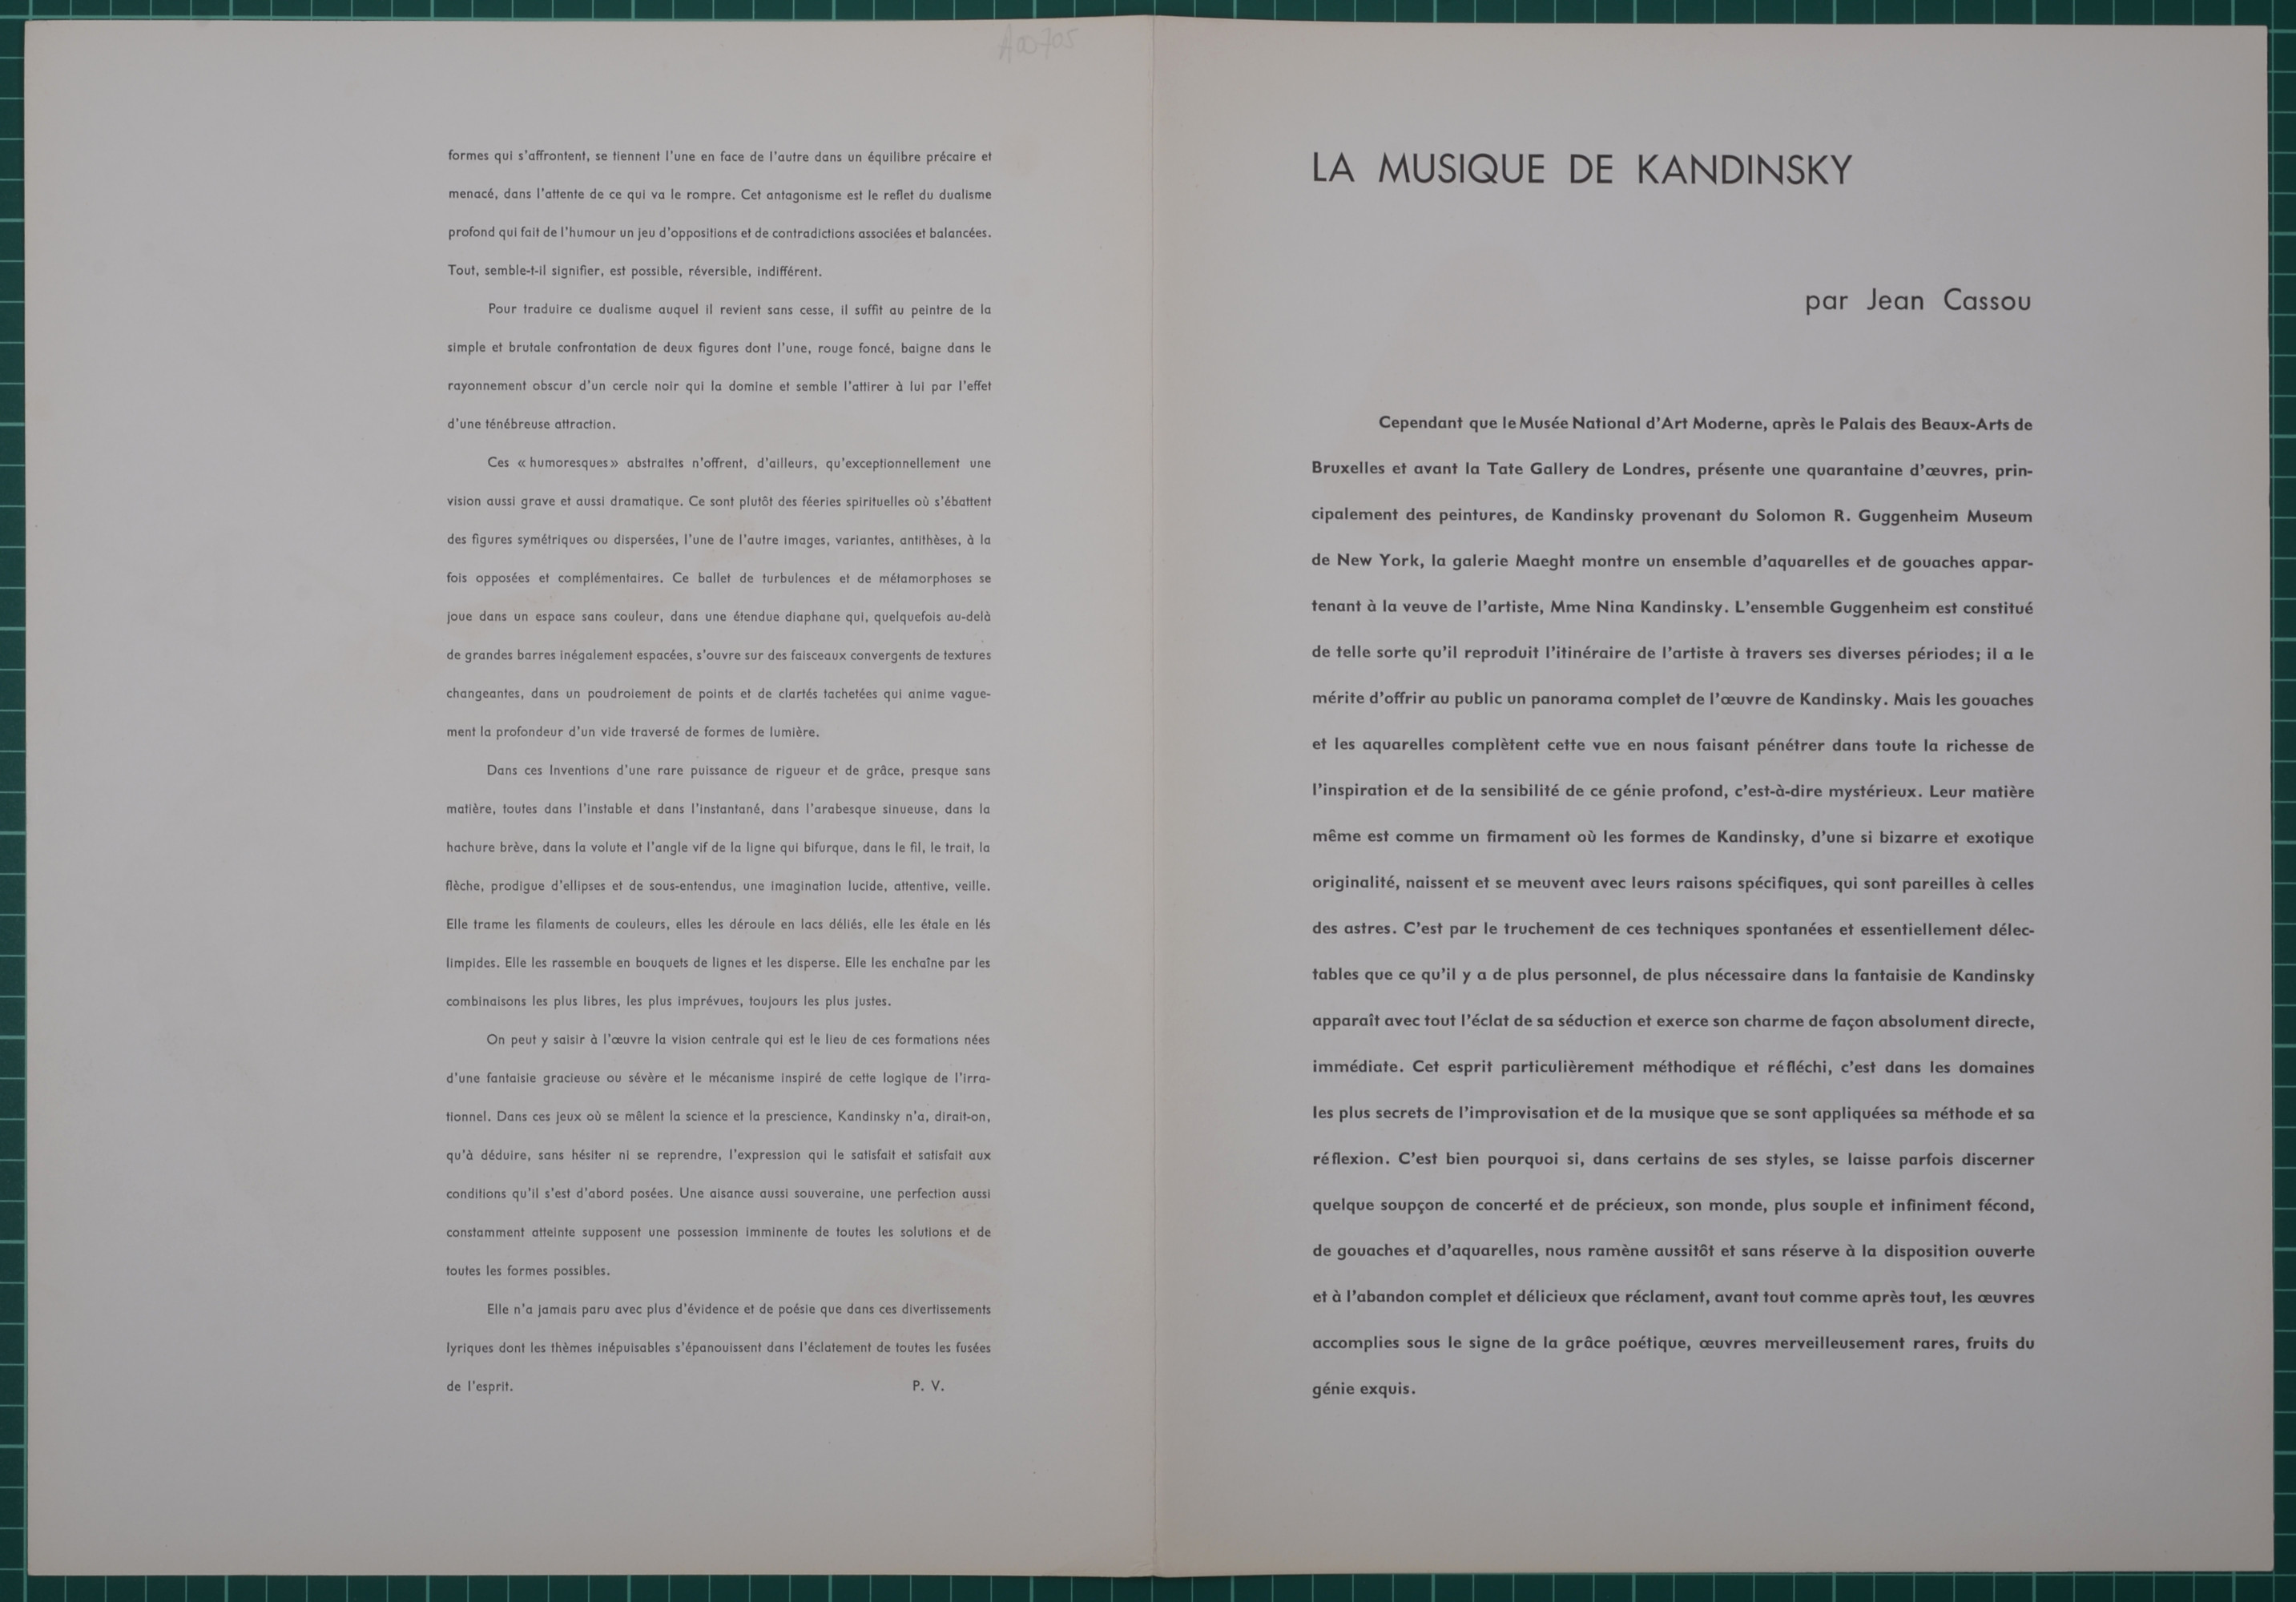 A00705
formes qui s'affrontent, se tiennent l'une en face de l'autre dans un équilibre précaire et
menacé, dans l'attente de ce qui va le rompre. Cet antagonisme est le reflet du dualisme
profond qui fait de l'humour un jeu d'oppositions et de contradictions associées et balancées.
Tout, semble-t-il signifier, est possible, réversible, indifférent.
Pour traduire ce dualisme auquel il revient sans cesse, il suffit au peintre de la
simple et brutale confrontation de deux figures dont l'une, rouge foncé, baigne dans le
rayonnement obscur d'un cercle noir qui la domine et semble l'attirer à lui par l'effet
d'une ténébreuse attraction.
Ces « humoresques » abstraites n'offrent, d'ailleurs, qu'exceptionnellement une
vision aussi grave et aussi dramatique. Ce sont plutôt des féeries spirituelles où s'ébattent
des figures symétriques ou dispersées, l'une de l'autre images, variantes, antithèses, à la
fois opposées et complémentaires. Ce ballet de turbulences et de métamorphoses se
joue dans un espace sans couleur, dans une étendue diaphane qui, quelquefois au-delà
de grandes barres inégalement espacées, s'ouvre sur des faisceaux convergents de textures
changeantes, dans un poudroiement de points et de clartés tachetées qui anime vague-
ment la profondeur d'un vide traversé de formes de lumière.
Dans ces Inventions d'une rare puissance de rigueur et de grâce, presque sans
matière, toutes dans l'instable et dans l'instantané, dans l'arabesque sinueuse, dans la
hachure brève, dans la volute et l'angle vif de la ligne qui bifurque, dans le fil, le trait, la
flèche, prodigue d'ellipses et de sous-entendus, une imagination lucide, attentive, veille.
Elle trame les filaments de couleurs, elles les déroule en lacs déliés, elle les étale en lés
limpides. Elle les rassemble en bouquets de lignes et les disperse. Elle les enchaîne par les
combinaisons les plus libres, les plus imprévues, toujours les plus justes.
On peut y saisir à l'œuvre la vision centrale qui est le lieu de ces formations nées
d'une fantaisie gracieuse ou sévère et le mécanisme inspiré de cette logique de l'irra-
tionnel. Dans ces jeux où se mêlent la science et la prescience, Kandinsky n'a, dirait-on,
qu'à déduire, sans hésiter ni se reprendre, l'expression qui le satisfait et satisfait aux
conditions qu'il s'est d'abord posées. Une aisance aussi souveraine, une perfection aussi
constamment atteinte supposent une possession imminente de toutes les solutions et de
toutes les formes possibles.
Elle n'a jamais paru avec plus d'évidence et de poésie que dans ces divertissements
lyriques dont les thèmes inépuisables s'épanouissent dans l'éclatement de toutes les fusées
de l'esprit. P. V.
LA MUSIQUE DE KANDINSKY
par Jean Cassou
Cependant que le Musée National d'Art Moderne, après le Palais des Beaux-Arts de
Bruxelles et avant la Tate Gallery de Londres, présente une quarantaine d'œuvres, prin-
cipalement des peintures, de Kandinsky provenant du Solomon R. Guggenheim Museum
de New York, la galerie Maeght montre un ensemble d'aquarelles et de gouaches appar-
tenant à la veuve de l'artiste, Mme Nina Kandinsky. L'ensemble Guggenheim est constitué
de telle sorte qu'il reproduit l'itinéraire de l'artiste à travers ses diverses périodes; il a le
mérite d'offrir au public un panorama complet de l'œuvre de Kandinsky. Mais les gouaches
et les aquarelles complètent cette vue en nous faisant pénétrer dans toute la richesse de
l'inspiration et de la sensibilité de ce génie profond, c'est-à-dire mystérieux. Leur matière
même est comme un firmament où les formes de Kandinsky, d'une si bizarre et exotique
originalité, naissent et se meuvent avec leurs raisons spécifiques, qui sont pareilles à celles
des astres. C'est par le truchement de ces techniques spontanées et essentiellement délec-
tables que ce qu'il y a de plus personnel, de plus nécessaire dans la fantaisie de Kandinsky
apparaît avec tout l'éclat de sa séduction et exerce son charme de façon absolument directe,
immédiate. Cet esprit particulièrement méthodique et réfléchi, c'est dans les domaines
les plus secrets de l'improvisation et de la musique que se sont appliquées sa méthode et sa
réflexion. C'est bien pourquoi si, dans certains de ses styles, se laisse parfois discerner
quelque soupçon de concerté et de précieux, son monde, plus souple et infiniment fécond,
de gouaches et d'aquarelles, nous ramène aussitôt et sans réserve à la disposition ouverte
et à l'abandon complet et délicieux que réclament, avant tout comme après tout, les œuvres
accomplies sous le signe de la grâce poétique, œuvres merveilleusement rares, fruits du
génie exquis.